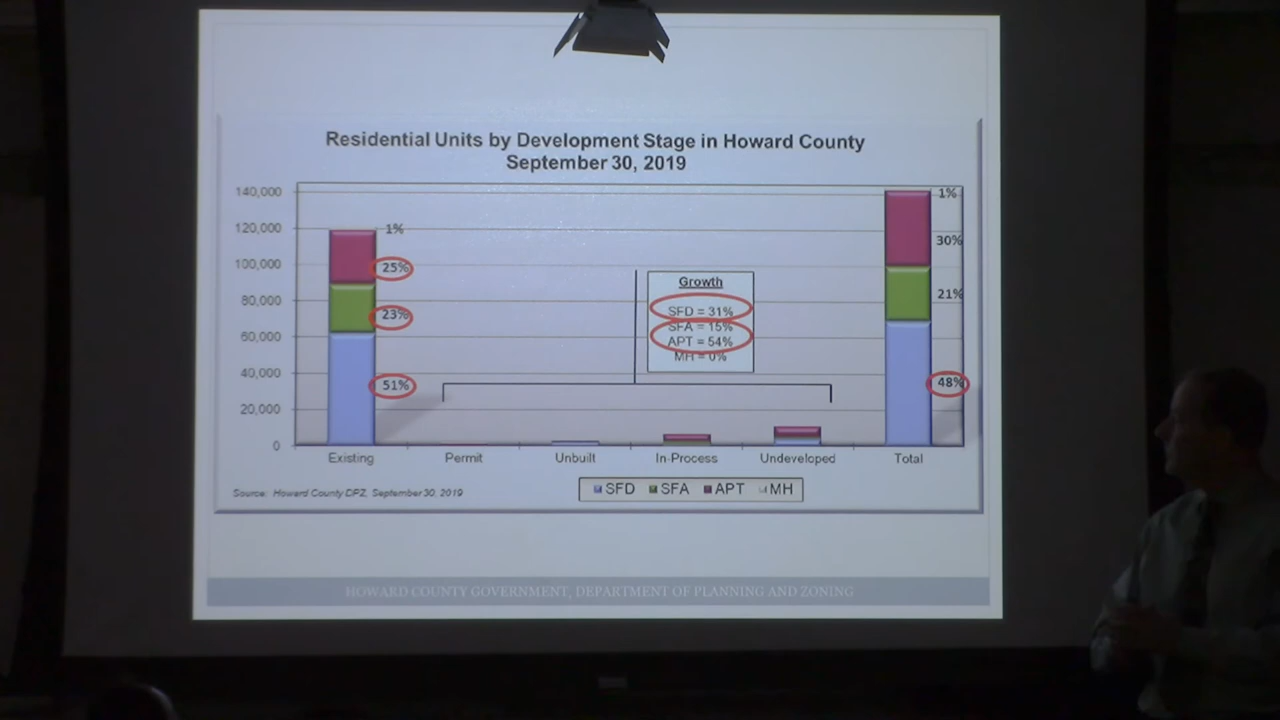 Residential Units by Development Stage in Howard County
September 30, 2019
140,000
120,000
100,000
80,000
60,000
40,000
20,000
0
1%
25%
23%
51%
Growth
SFD = 31%
SFA = 15%
APT = 54%
MH = 0%
1%
30%
21%
48%
Existing
Permit
Unbuilt
In-Process
Undeveloped
Total
Source: Howard County DPZ, September 30, 2019
SFD SFA APT MH
HOWARD COUNTY GOVERNMENT, DEPARTMENT OF PLANNING AND ZONING